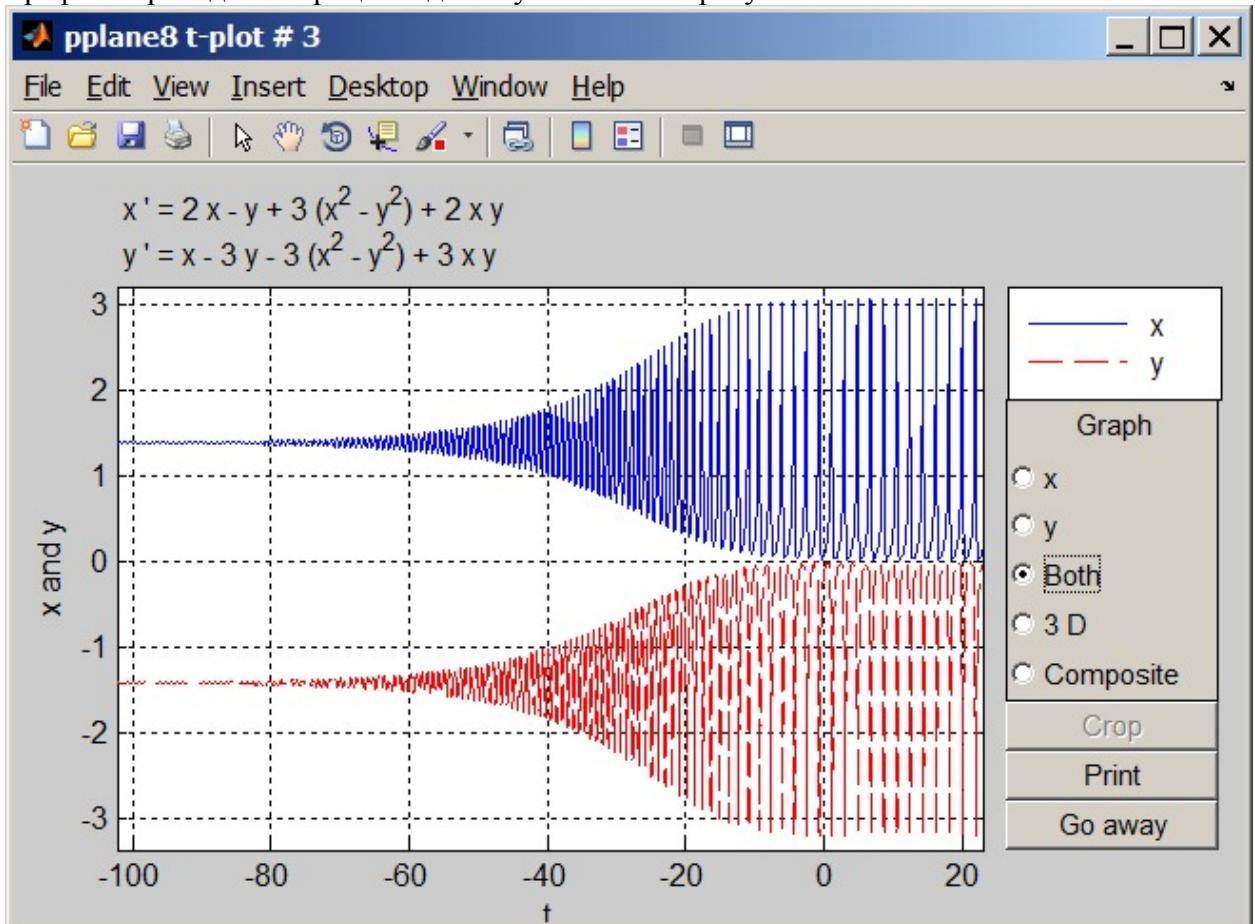 pplane8 t-plot # 3
File Edit View Insert Desktop Window Help
x ' = 2 x - y + 3 (x² - y²) + 2 x y
y ' = x - 3 y - 3 (x² - y²) + 3 x y
3
2
1
0
-1
-2
-3
x and y
-100 -80 -60 -40 -20 0 20
t
x
y
Graph
x
y
Both
3 D
Composite
Crop
Print
Go away